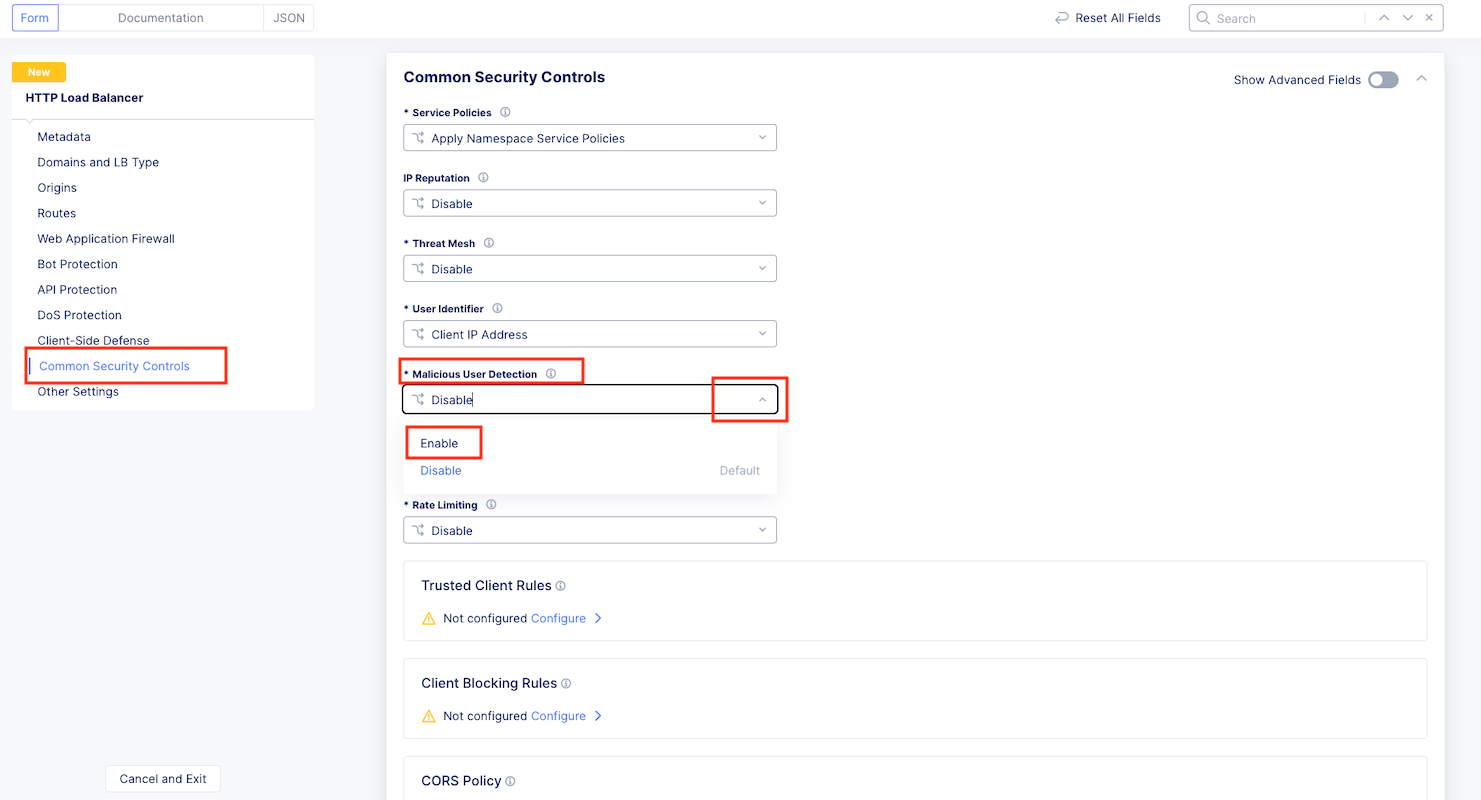 Form
Documentation
JSON
Reset All Fields
Search
New
HTTP Load Balancer
Metadata
Domains and LB Type
Origins
Routes
Web Application Firewall
Bot Protection
API Protection
DoS Protection
Client-Side Defense
Common Security Controls
Other Settings
Cancel and Exit
Common Security Controls
Show Advanced Fields
* Service Policies
Apply Namespace Service Policies
IP Reputation
Disable
* Threat Mesh
Disable
* User Identifier
Client IP Address
* Malicious User Detection
Disable
Enable
Disable Default
* Rate Limiting
Disable
Trusted Client Rules
Not configured Configure
Client Blocking Rules
Not configured Configure
CORS Policy